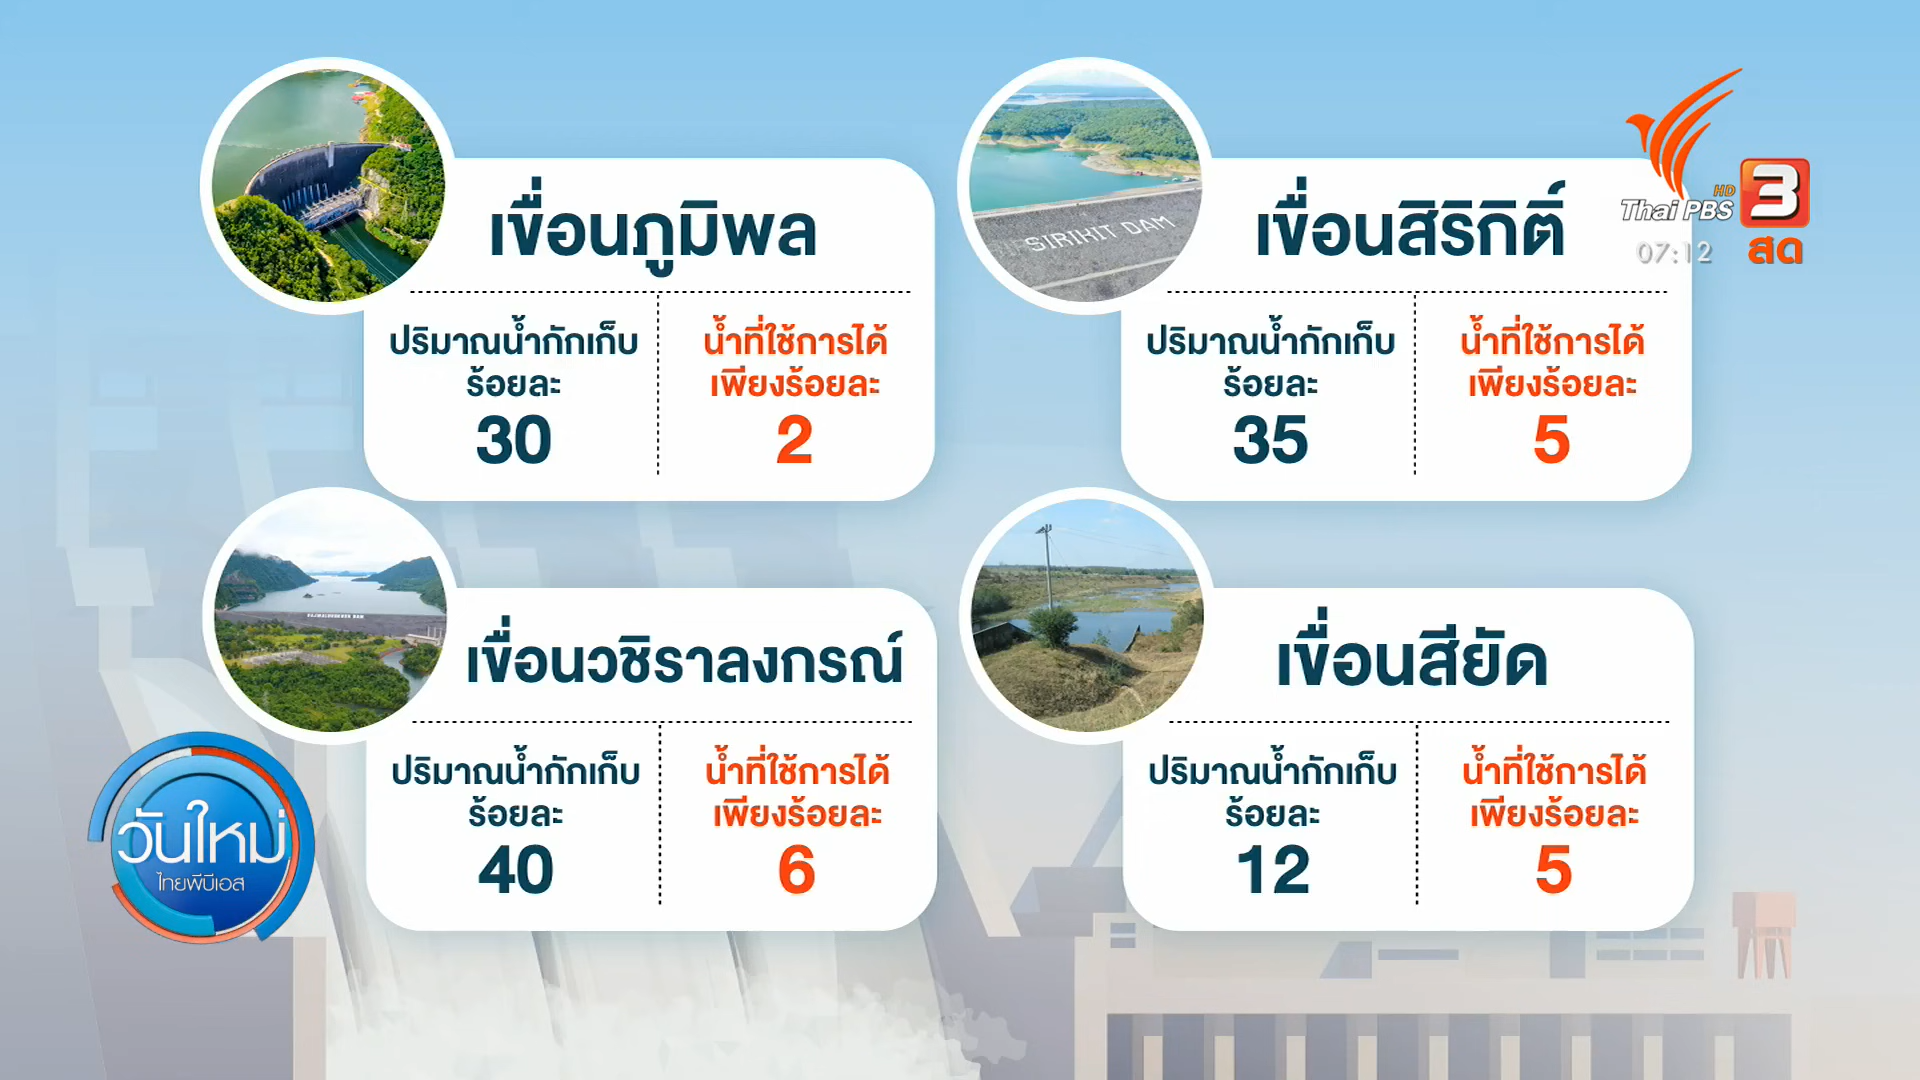 เขื่อนภูมิพล
ปริมาณน้ำกักเก็บ
ร้อยละ
30
น้ำที่ใช้การได้
เพียงร้อยละ
2
SIRIKIT DAM
เขื่อนสิริกิติ์
ปริมาณน้ำกักเก็บ
ร้อยละ
35
น้ำที่ใช้การได้
เพียงร้อยละ
5
HD
Thai PBS
3
07:12
สด
เขื่อนวชิราลงกรณ์
ปริมาณน้ำกักเก็บ
ร้อยละ
40
น้ำที่ใช้การได้
เพียงร้อยละ
6
เขื่อนสียัด
ปริมาณน้ำกักเก็บ
ร้อยละ
12
น้ำที่ใช้การได้
เพียงร้อยละ
5
วันใหม่
ไทยพีบีเอส